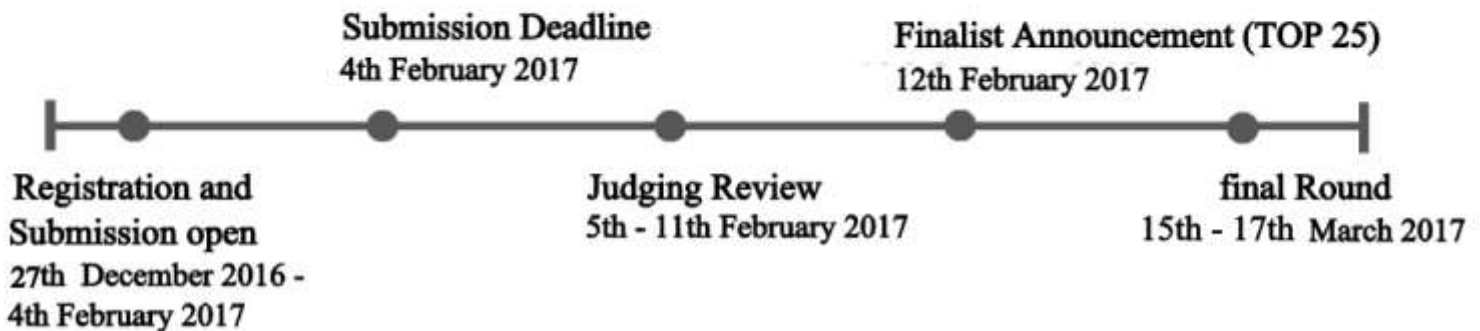 Submission Deadline
4th February 2017
Finalist Announcement (TOP 25)
12th February 2017
Registration and
Submission open
27th December 2016 -
4th February 2017
Judging Review
5th - 11th February 2017
final Round
15th - 17th March 2017